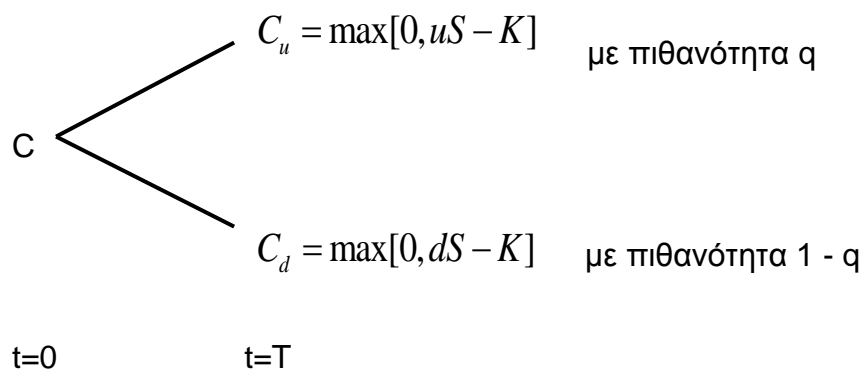 C_u = max[0, uS − K] με πιθανότητα q
C
C_d = max[0, dS − K] με πιθανότητα 1 - q
t=0 t=T